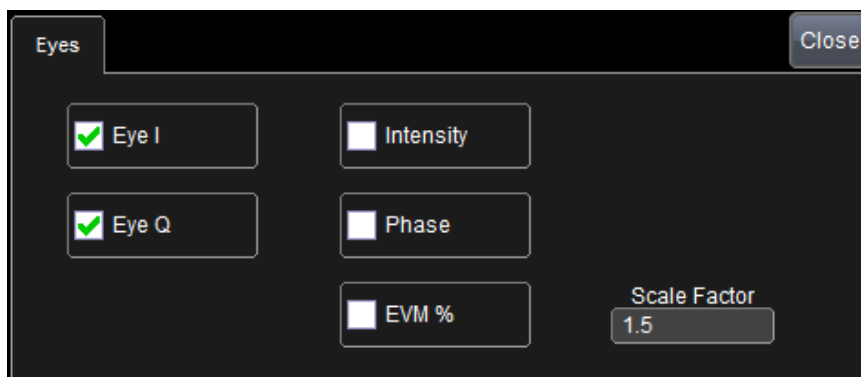 Eyes
Close
Eye I
Intensity
Eye Q
Phase
EVM %
Scale Factor
1.5